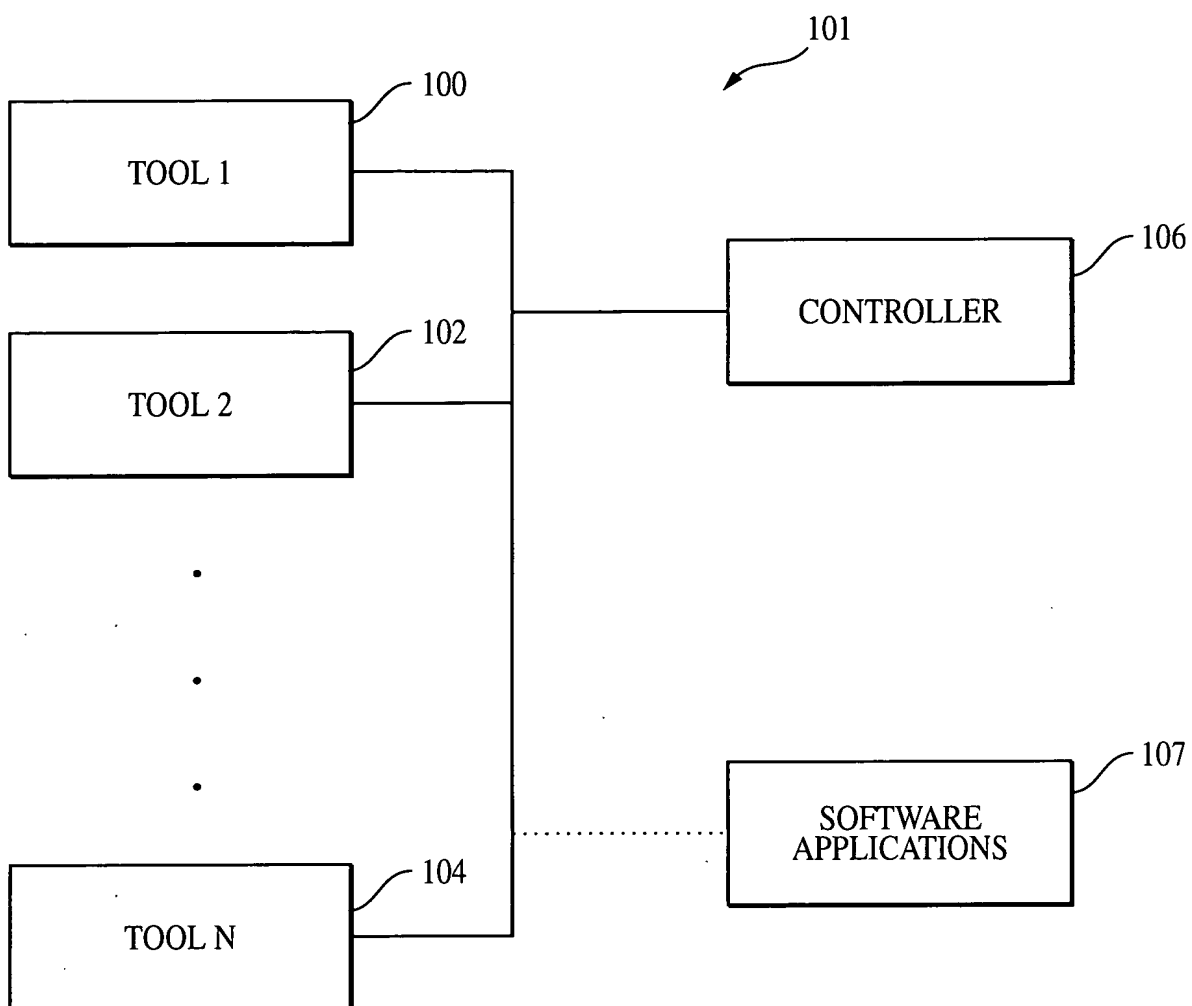 101
100
TOOL 1
106
CONTROLLER
102
TOOL 2
107
SOFTWARE
APPLICATIONS
104
TOOL N